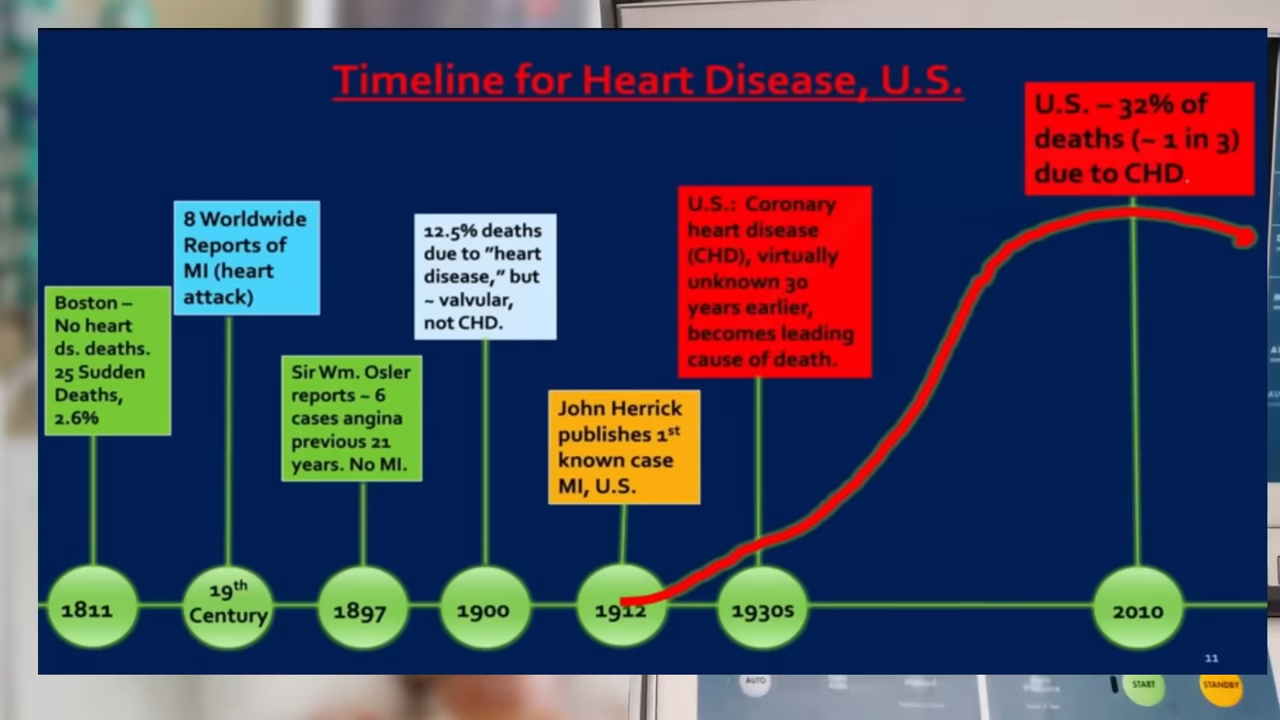 Timeline for Heart Disease, U.S.
Boston –
No heart
ds. deaths.
25 Sudden
Deaths,
2.6%
8 Worldwide
Reports of
MI (heart
attack)
Sir Wm. Osler
reports ~ 6
cases angina
previous 21
years. No MI.
12.5% deaths
due to "heart
disease," but
~ valvular,
not CHD.
John Herrick
publishes 1st
known case
MI, U.S.
U.S.: Coronary
heart disease
(CHD), virtually
unknown 30
years earlier,
becomes leading
cause of death.
U.S. – 32% of
deaths (~ 1 in 3)
due to CHD.
1811
19th
Century
1897
1900
1912
1930s
2010
11
AUTO
START
STANDBY